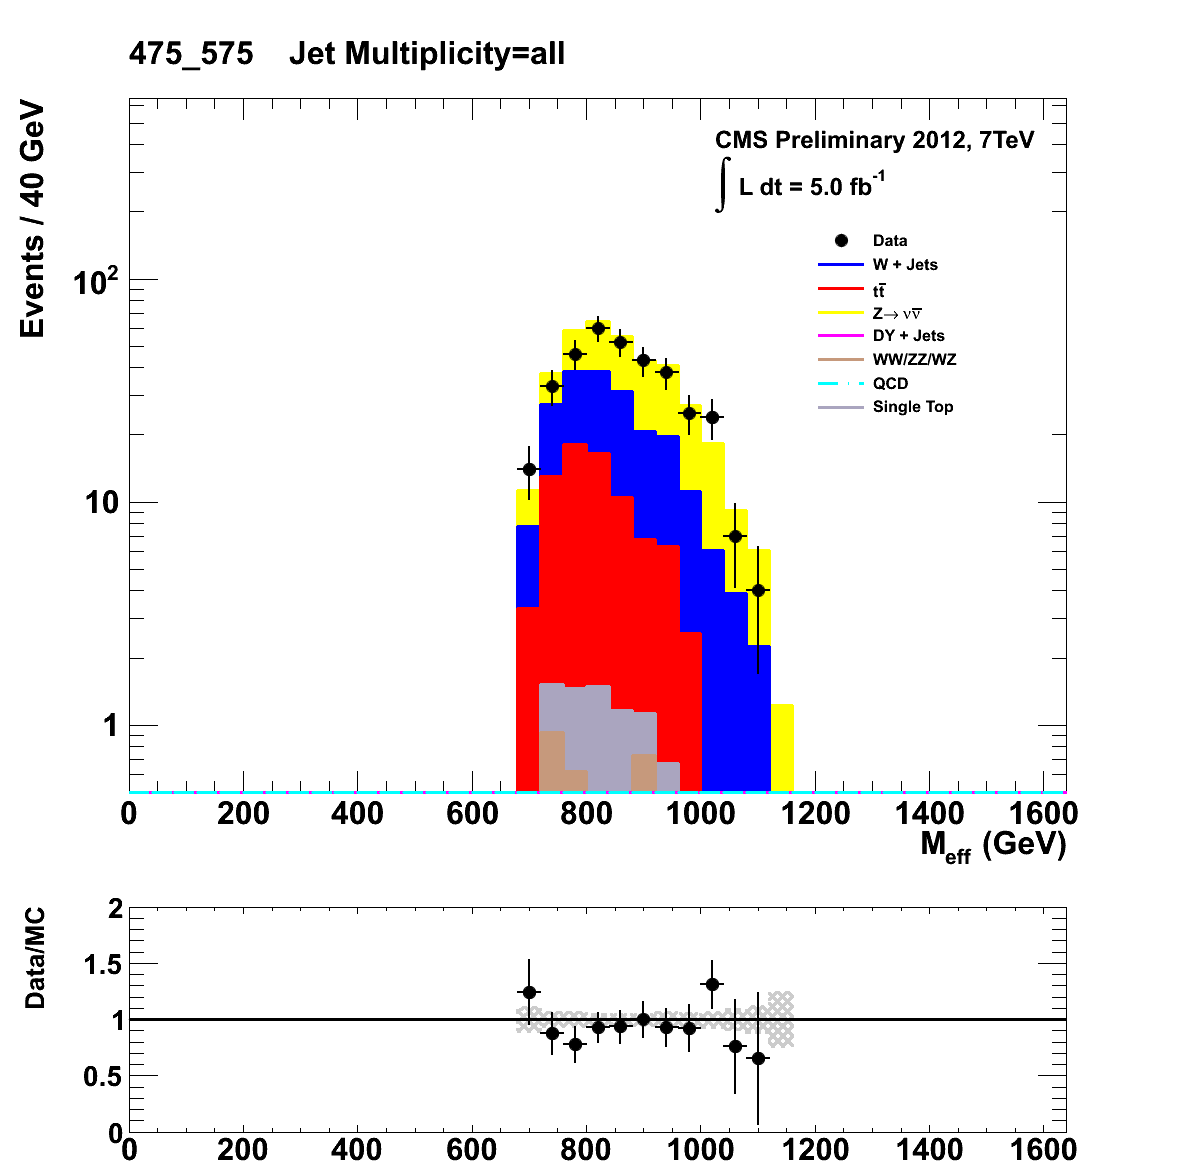 475_575 Jet Multiplicity=all
Events / 40 GeV
CMS Preliminary 2012, 7TeV
∫ L dt = 5.0 fb⁻¹
Data
W + Jets
tt̅
Z→ νν̅
DY + Jets
WW/ZZ/WZ
QCD
Single Top
10²
10
1
0 200 400 600 800 1000 1200 1400 1600
M_eff (GeV)
Data/MC
2
1.5
1
0.5
0
0 200 400 600 800 1000 1200 1400 1600